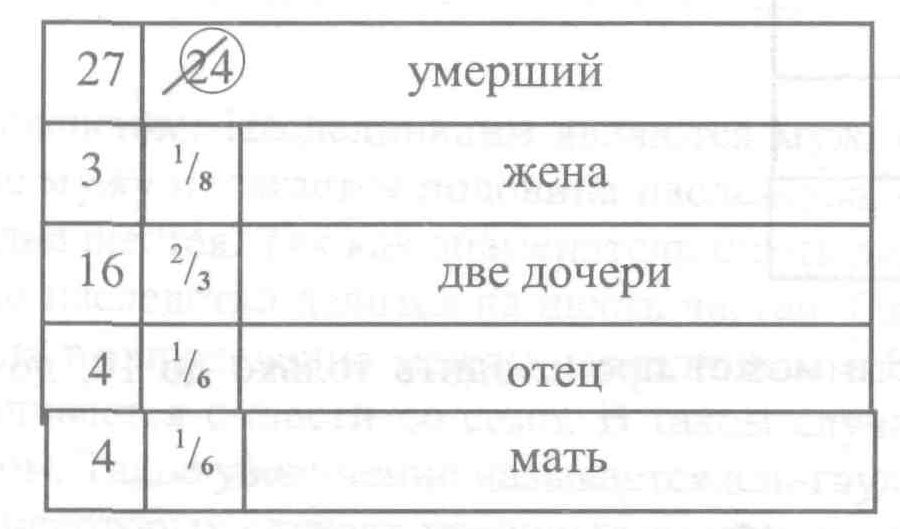 27 24 умерший
3 1/8 жена
16 2/3 две дочери
4 1/6 отец
4 1/6 мать